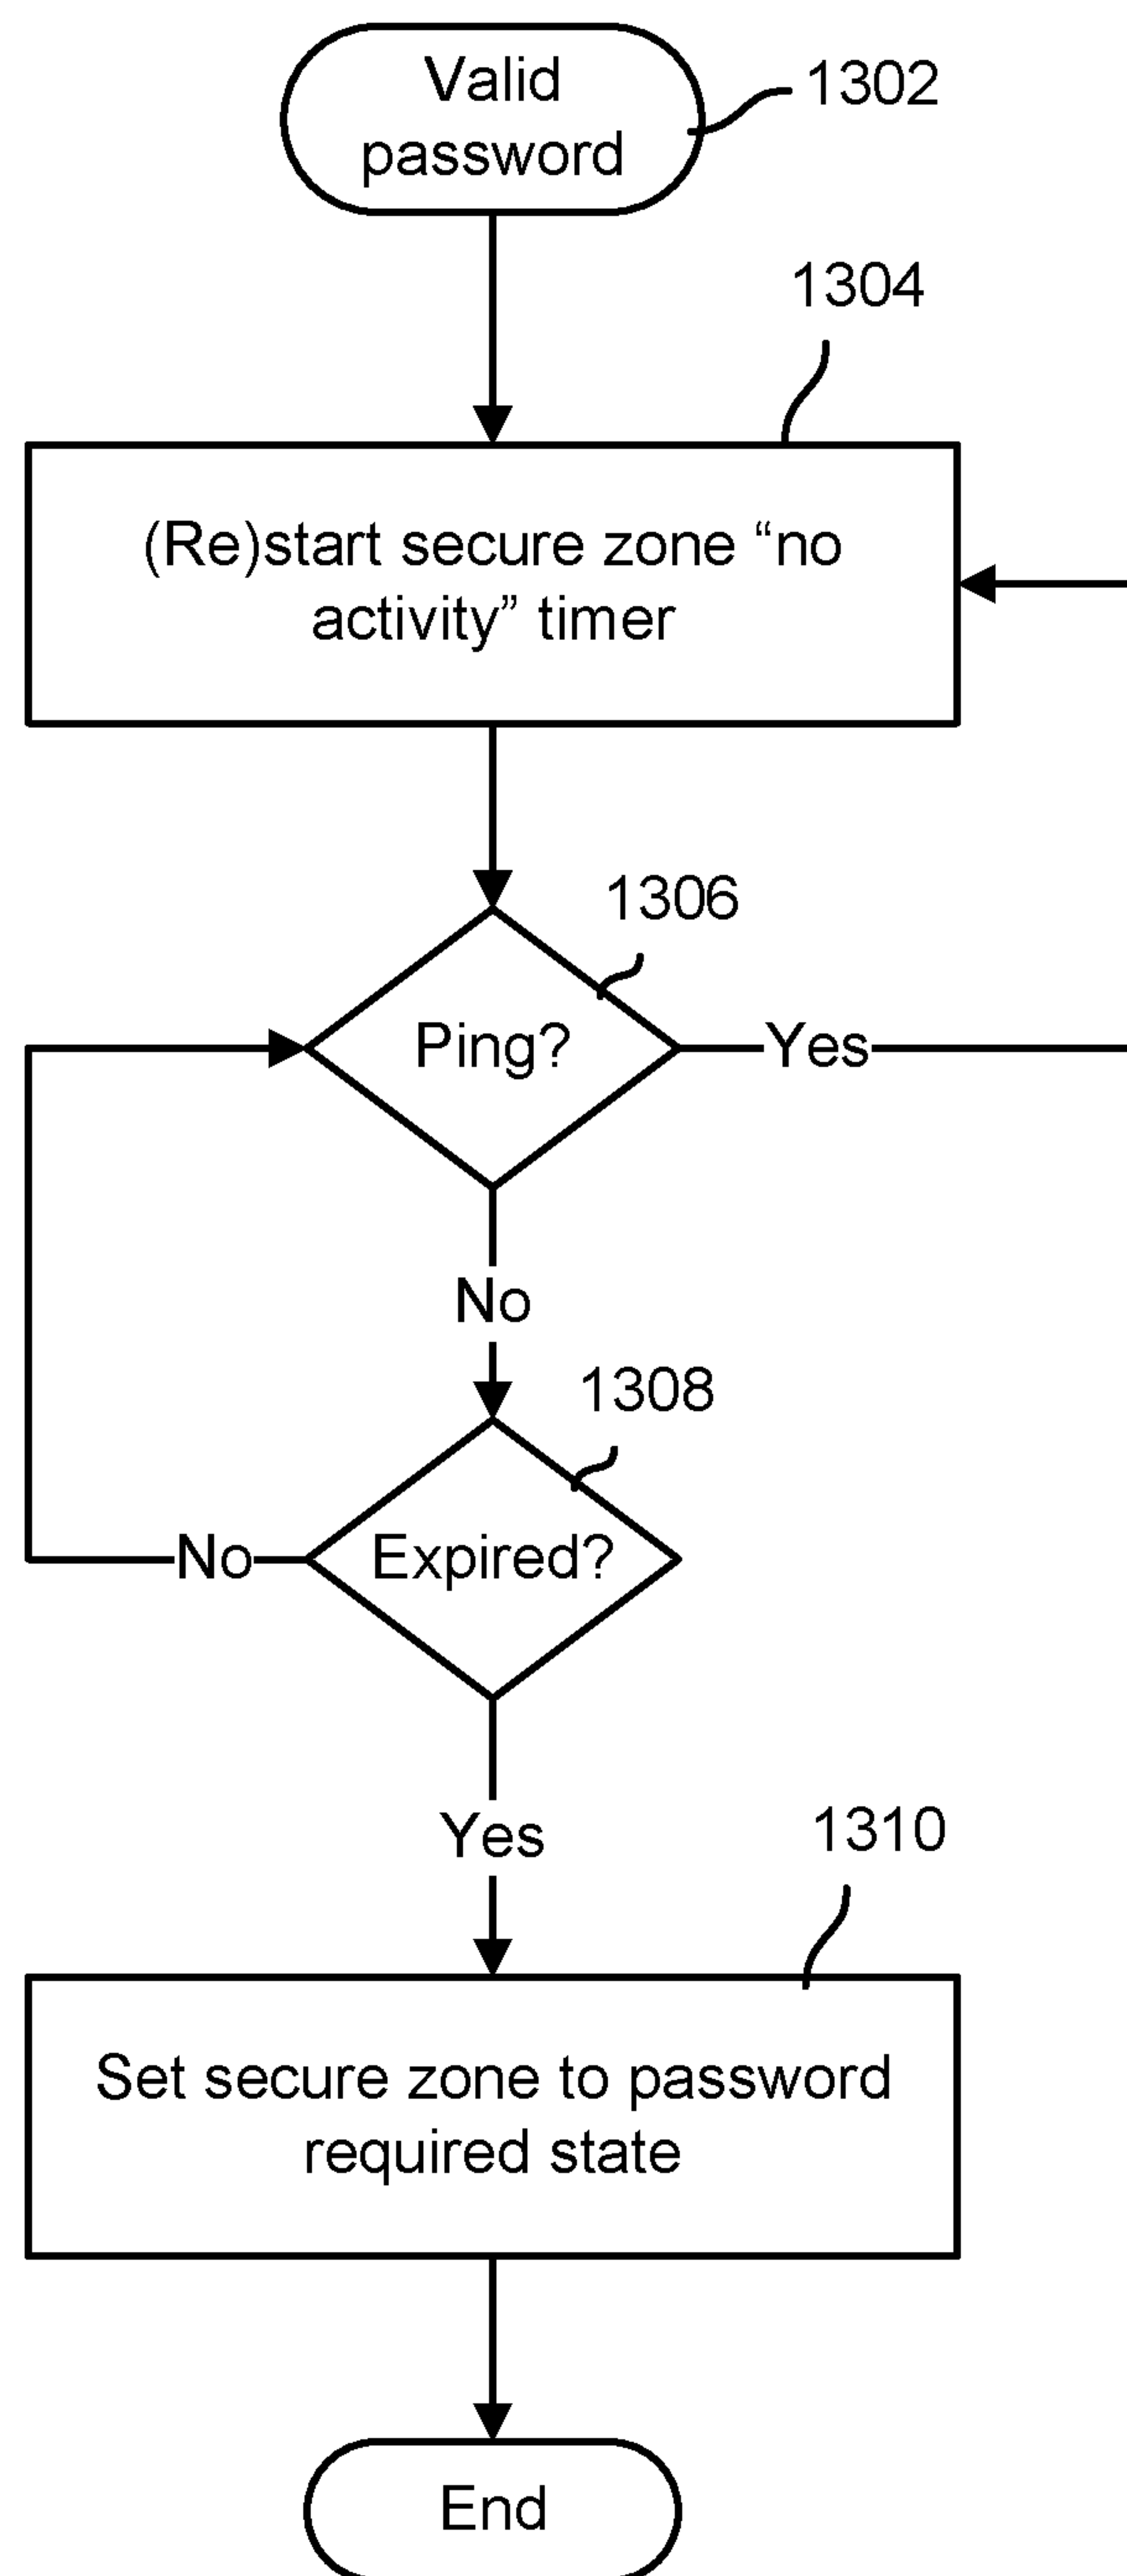 Valid
password
1302
1304
(Re)start secure zone “no
activity” timer
1306
Ping?
Yes
No
1308
Expired?
No
Yes
1310
Set secure zone to password
required state
End